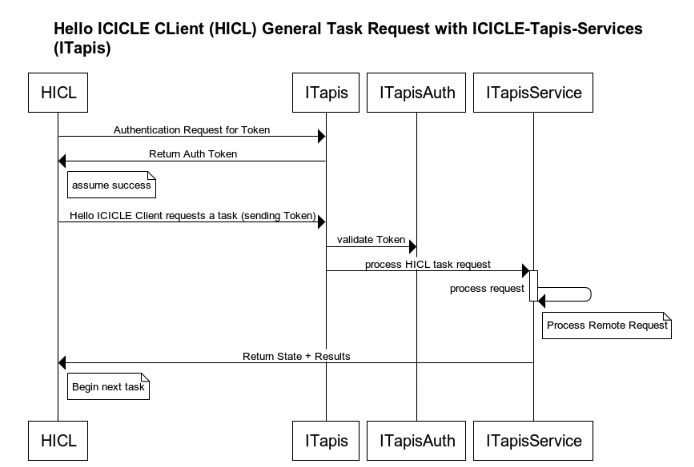 Hello ICICLE CLient (HICL) General Task Request with ICICLE-Tapis-Services
(ITapis)
HICL
ITapis
ITapisAuth
ITapisService
Authentication Request for Token
Return Auth Token
assume success
Hello ICICLE Client requests a task (sending Token)
validate Token
process HICL task request
process request
Process Remote Request
Return State + Results
Begin next task
HICL
ITapis
ITapisAuth
ITapisService